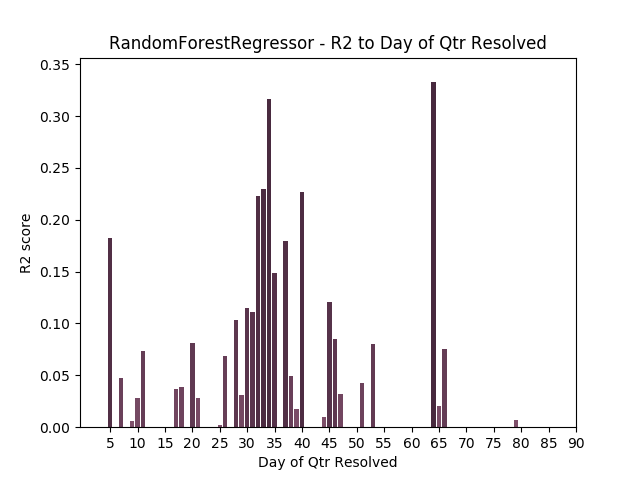 RandomForestRegressor - R2 to Day of Qtr Resolved
0.35
0.30
0.25
0.20
0.15
0.10
0.05
0.00
R2 score
5 10 15 20 25 30 35 40 45 50 55 60 65 70 75 80 85 90
Day of Qtr Resolved